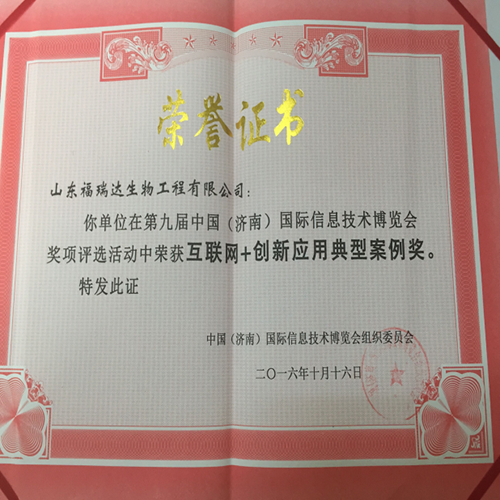 荣誉证书
山东福瑞达生物工程有限公司：
你单位在第九届中国（济南）国际信息技术博览会
奖项评选活动中荣获互联网+创新应用典型案例奖。
特发此证
中国（济南）国际信息技术博览会组织委员会
二〇一六年十月十六日